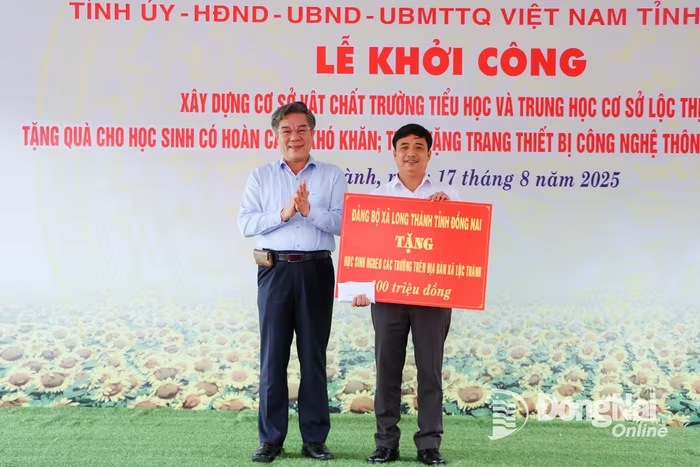 TỈNH ỦY - HĐND - UBND - UBMTTQ VIỆT NAM TỈNH
LỄ KHỞI CÔNG
XÂY DỰNG CƠ SỞ VẬT CHẤT TRƯỜNG TIỂU HỌC VÀ TRUNG HỌC CƠ SỞ LỘC
TẶNG QUÀ CHO HỌC SINH CÓ HOÀN KHÓ KHĂN; TẶNG TRANG THIẾT BỊ CÔNG NGHỆ THÔNG
17 tháng 8 năm 2025
ĐẢNG BỘ XÃ LONG THÀNH TỈNH ĐỒNG NAI
TẶNG
HỌC SINH NGHÈO CÁC TRƯỜNG TRÊN ĐỊA BÀN XÃ LỘC THÀNH
triệu đồng
ĐồngNai
Online